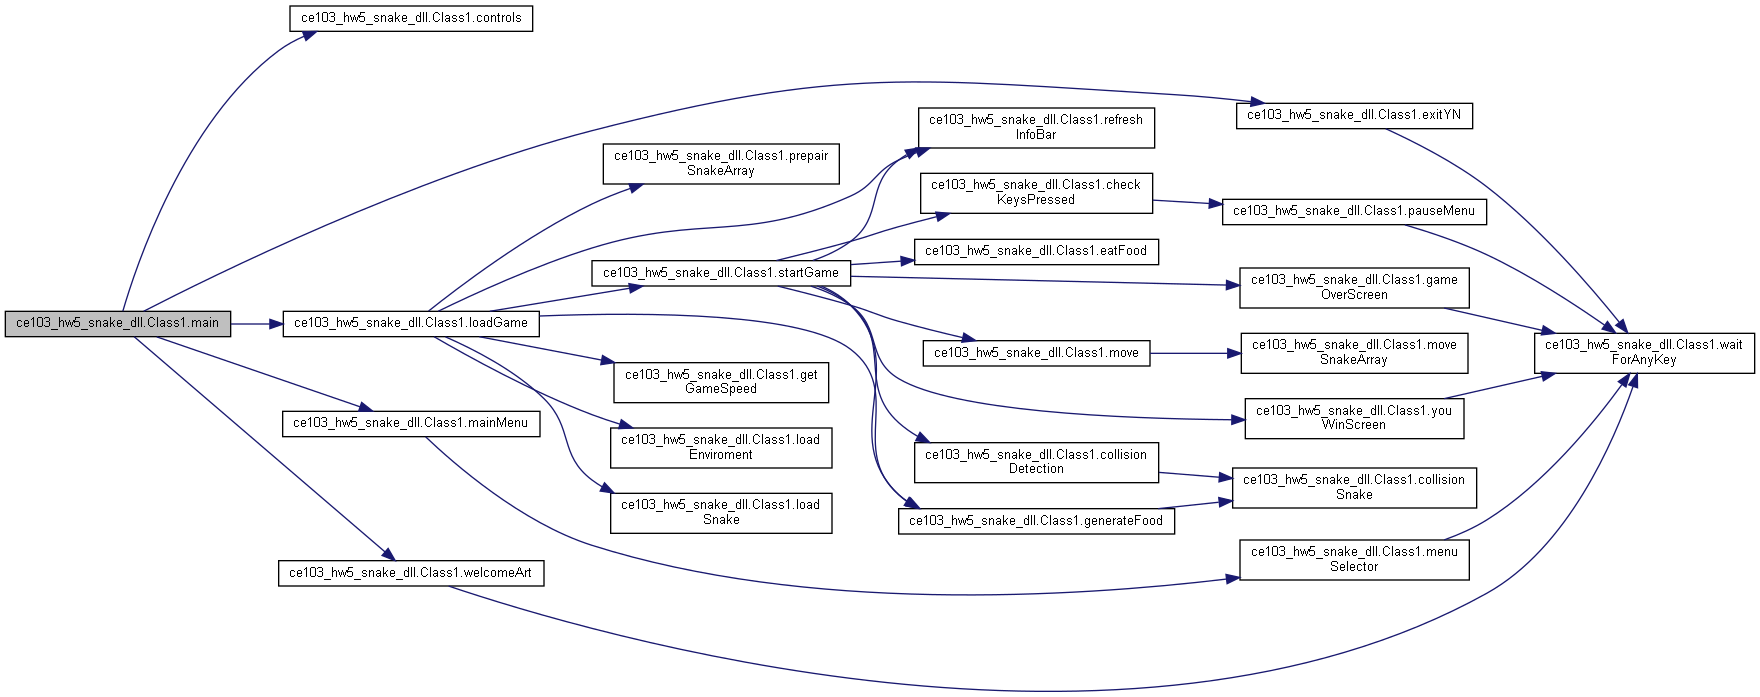 ce103_hw5_snake_dll.Class1.main
ce103_hw5_snake_dll.Class1.controls
ce103_hw5_snake_dll.Class1.exitYN
ce103_hw5_snake_dll.Class1.refresh
InfoBar
ce103_hw5_snake_dll.Class1.prepair
SnakeArray
ce103_hw5_snake_dll.Class1.check
KeysPressed
ce103_hw5_snake_dll.Class1.pauseMenu
ce103_hw5_snake_dll.Class1.eatFood
ce103_hw5_snake_dll.Class1.startGame
ce103_hw5_snake_dll.Class1.game
OverScreen
ce103_hw5_snake_dll.Class1.loadGame
ce103_hw5_snake_dll.Class1.move
ce103_hw5_snake_dll.Class1.move
SnakeArray
ce103_hw5_snake_dll.Class1.wait
ForAnyKey
ce103_hw5_snake_dll.Class1.get
GameSpeed
ce103_hw5_snake_dll.Class1.you
WinScreen
ce103_hw5_snake_dll.Class1.mainMenu
ce103_hw5_snake_dll.Class1.load
Enviroment
ce103_hw5_snake_dll.Class1.collision
Detection
ce103_hw5_snake_dll.Class1.collision
Snake
ce103_hw5_snake_dll.Class1.load
Snake
ce103_hw5_snake_dll.Class1.generateFood
ce103_hw5_snake_dll.Class1.menu
Selector
ce103_hw5_snake_dll.Class1.welcomeArt